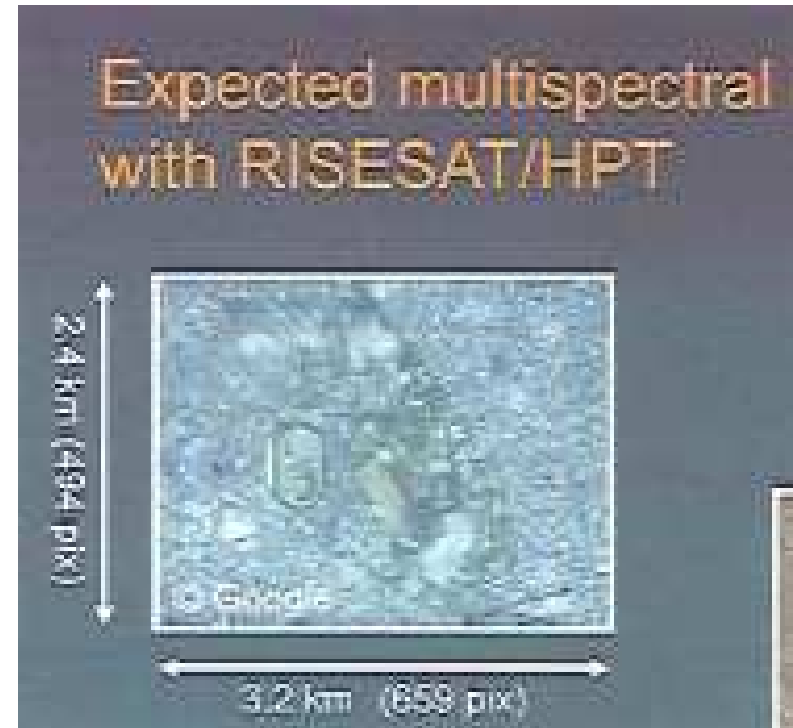 Expected multispectral
with RISESAT/HPT
2.4 km (494 pix)
© Google
3.2 km (659 pix)